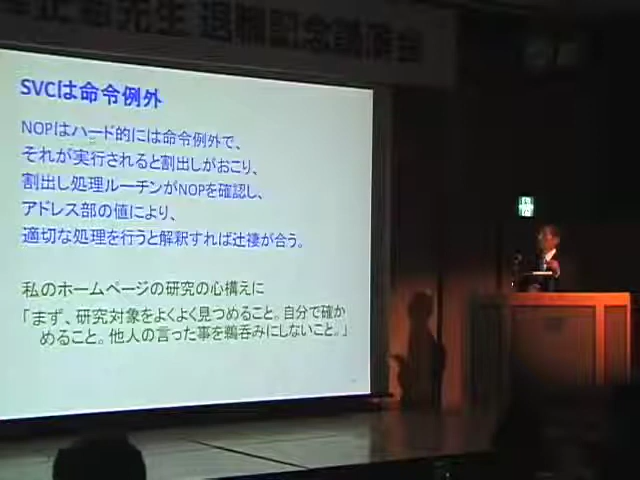 先生 退職記念講演会
SVCは命令例外
NOPはハード的には命令例外で、
それが実行されると割出しがおこり、
割出し処理ルーチンがNOPを確認し、
アドレス部の値により、
適切な処理を行うと解釈すれば辻褄が合う。
私のホームページの研究の心構えに
「まず、研究対象をよくよく見つめること。自分で確か
めること。他人の言った事を鵜呑みにしないこと。」